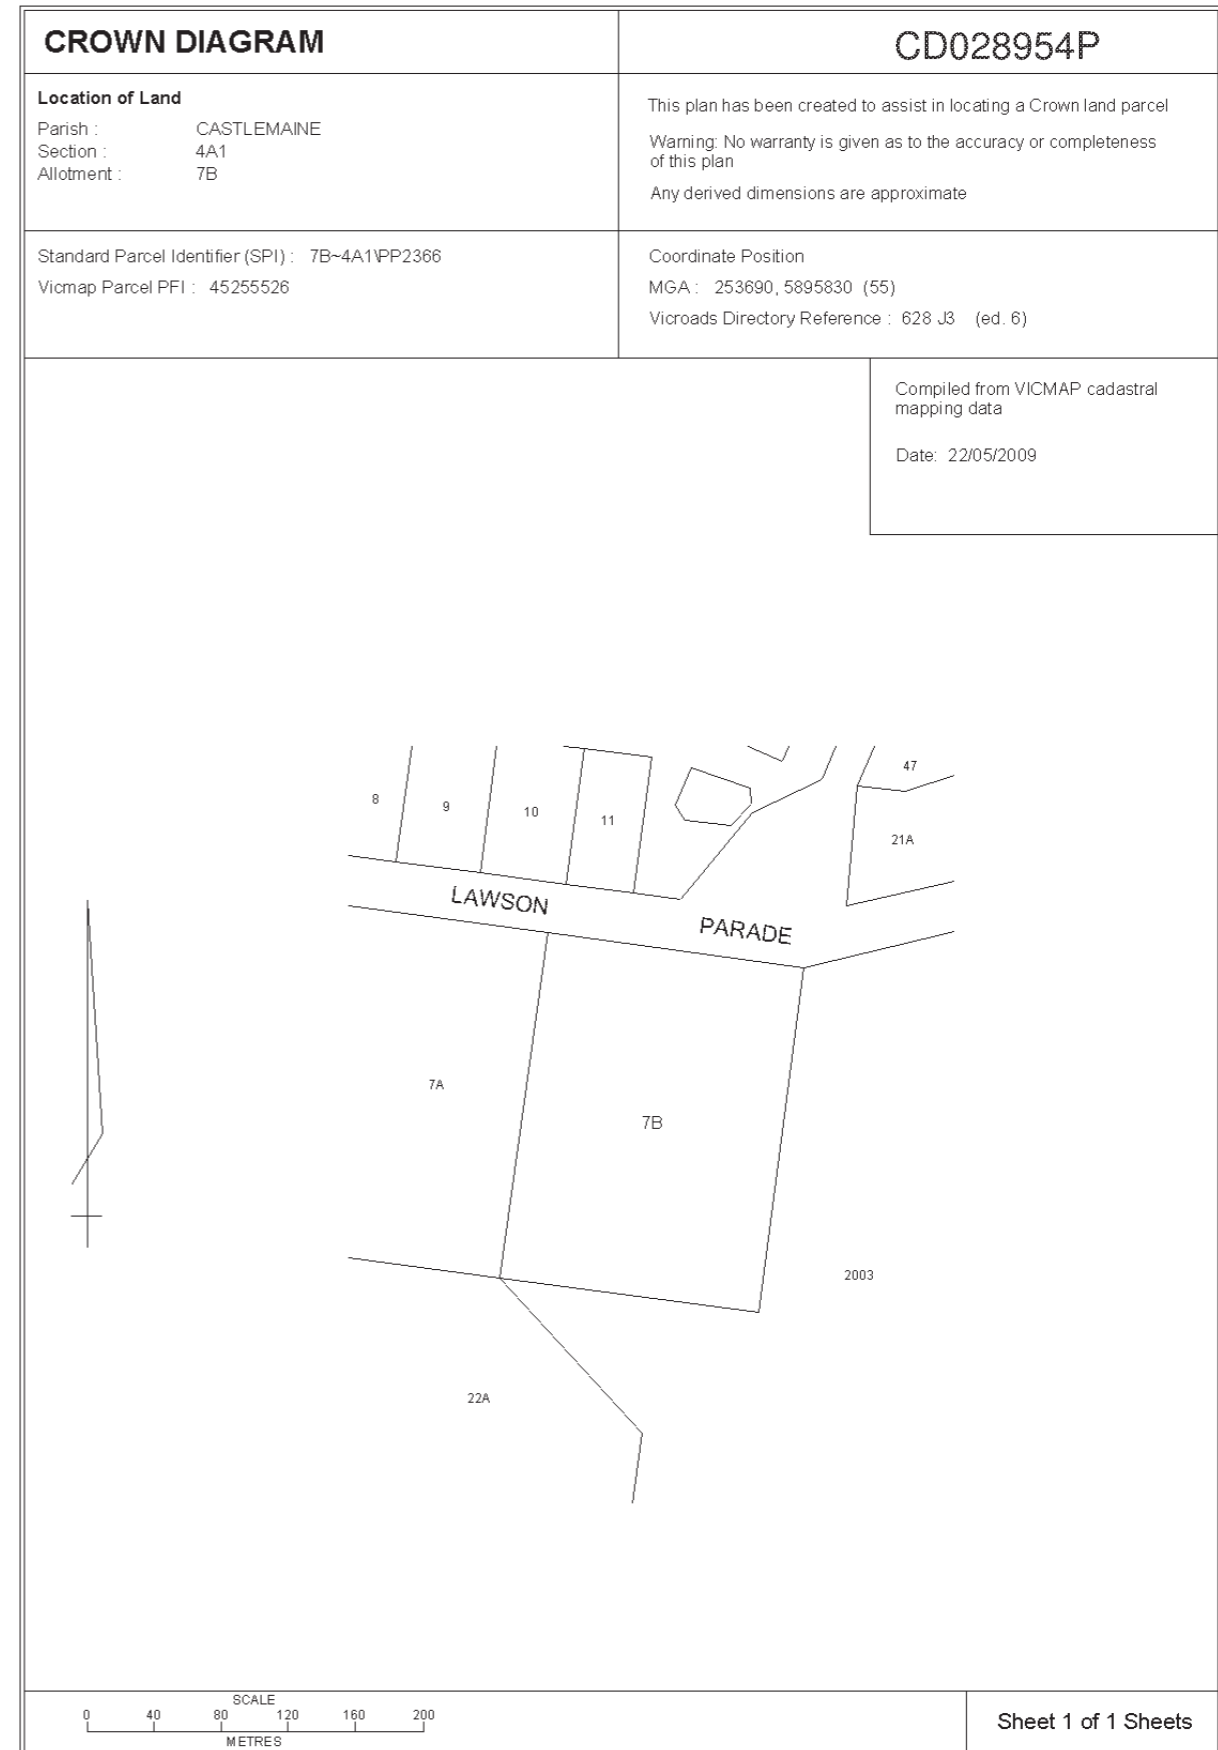 CROWN DIAGRAM
CD028954P
Location of Land
Parish : CASTLEMAINE
Section : 4A1
Allotment : 7B
This plan has been created to assist in locating a Crown land parcel
Warning: No warranty is given as to the accuracy or completeness
of this plan
Any derived dimensions are approximate
Standard Parcel Identifier (SPI) : 7B~4A1\PP2366
Vicmap Parcel PFI : 45255526
Coordinate Position
MGA : 253690, 5895830 (55)
Vicroads Directory Reference : 628 J3 (ed. 6)
Compiled from VICMAP cadastral
mapping data
Date: 22/05/2009
47
8
9
10
11
21A
LAWSON PARADE
7A
7B
2003
22A
SCALE
0 40 80 120 160 200
METRES
Sheet 1 of 1 Sheets